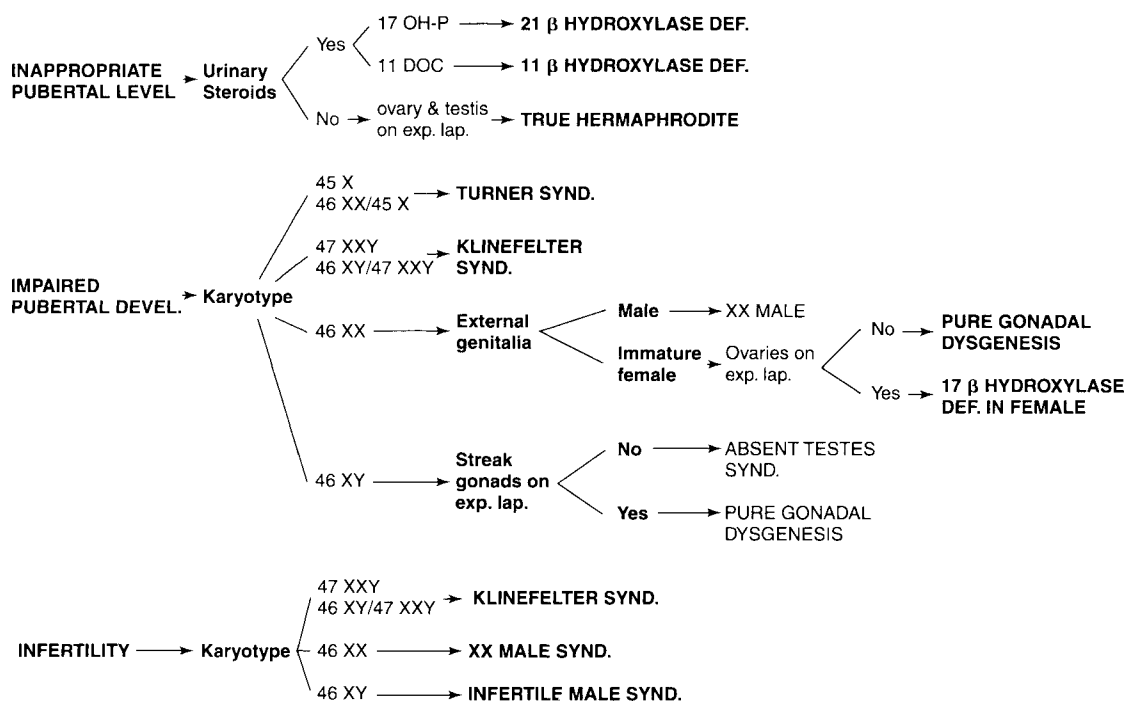 17 OH-P
21 β HYDROXYLASE DEF.
Yes
11 DOC
11 β HYDROXYLASE DEF.
INAPPROPRIATE
PUBERTAL LEVEL
Urinary
Steroids
No
ovary & testis
on exp. lap.
TRUE HERMAPHRODITE
45 X
46 XX/45 X
TURNER SYND.
47 XXY
46 XY/47 XXY
KLINEFELTER
SYND.
IMPAIRED
PUBERTAL DEVEL.
Karyotype
46 XX
External
genitalia
Male
XX MALE
Immature
female
Ovaries on
exp. lap.
No
PURE GONADAL
DYSGENESIS
Yes
17 β HYDROXYLASE
DEF. IN FEMALE
46 XY
Streak
gonads on
exp. lap.
No
ABSENT TESTES
SYND.
Yes
PURE GONADAL
DYSGENESIS
INFERTILITY
Karyotype
47 XXY
46 XY/47 XXY
KLINEFELTER SYND.
46 XX
XX MALE SYND.
46 XY
INFERTILE MALE SYND.